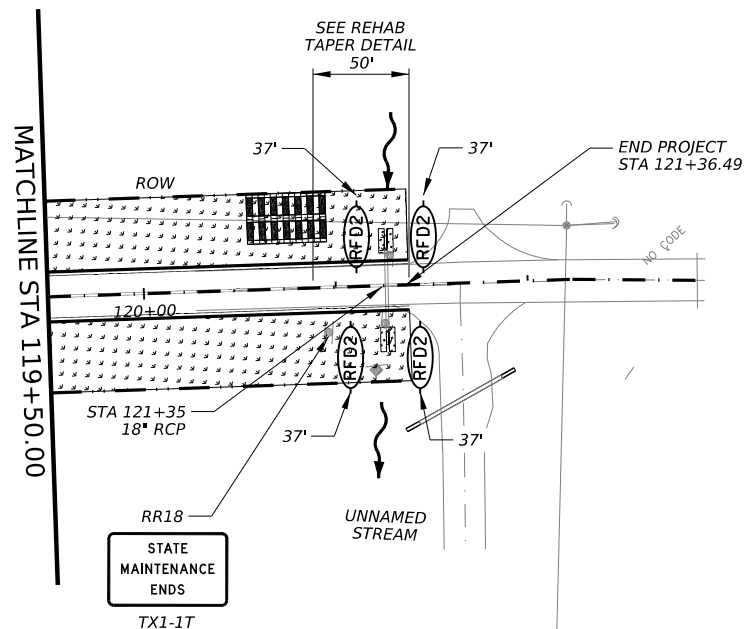 SEE REHAB
TAPER DETAIL
50'
37'
37'
END PROJECT
STA 121+36.49
ROW
RFD2
RFD2
NO CODE
MATCHLINE STA 119+50.00
120+00
RFD2
RFD2
STA 121+35
18" RCP
37'
37'
RR18
UNNAMED
STREAM
STATE
MAINTENANCE
ENDS
TX1-1T